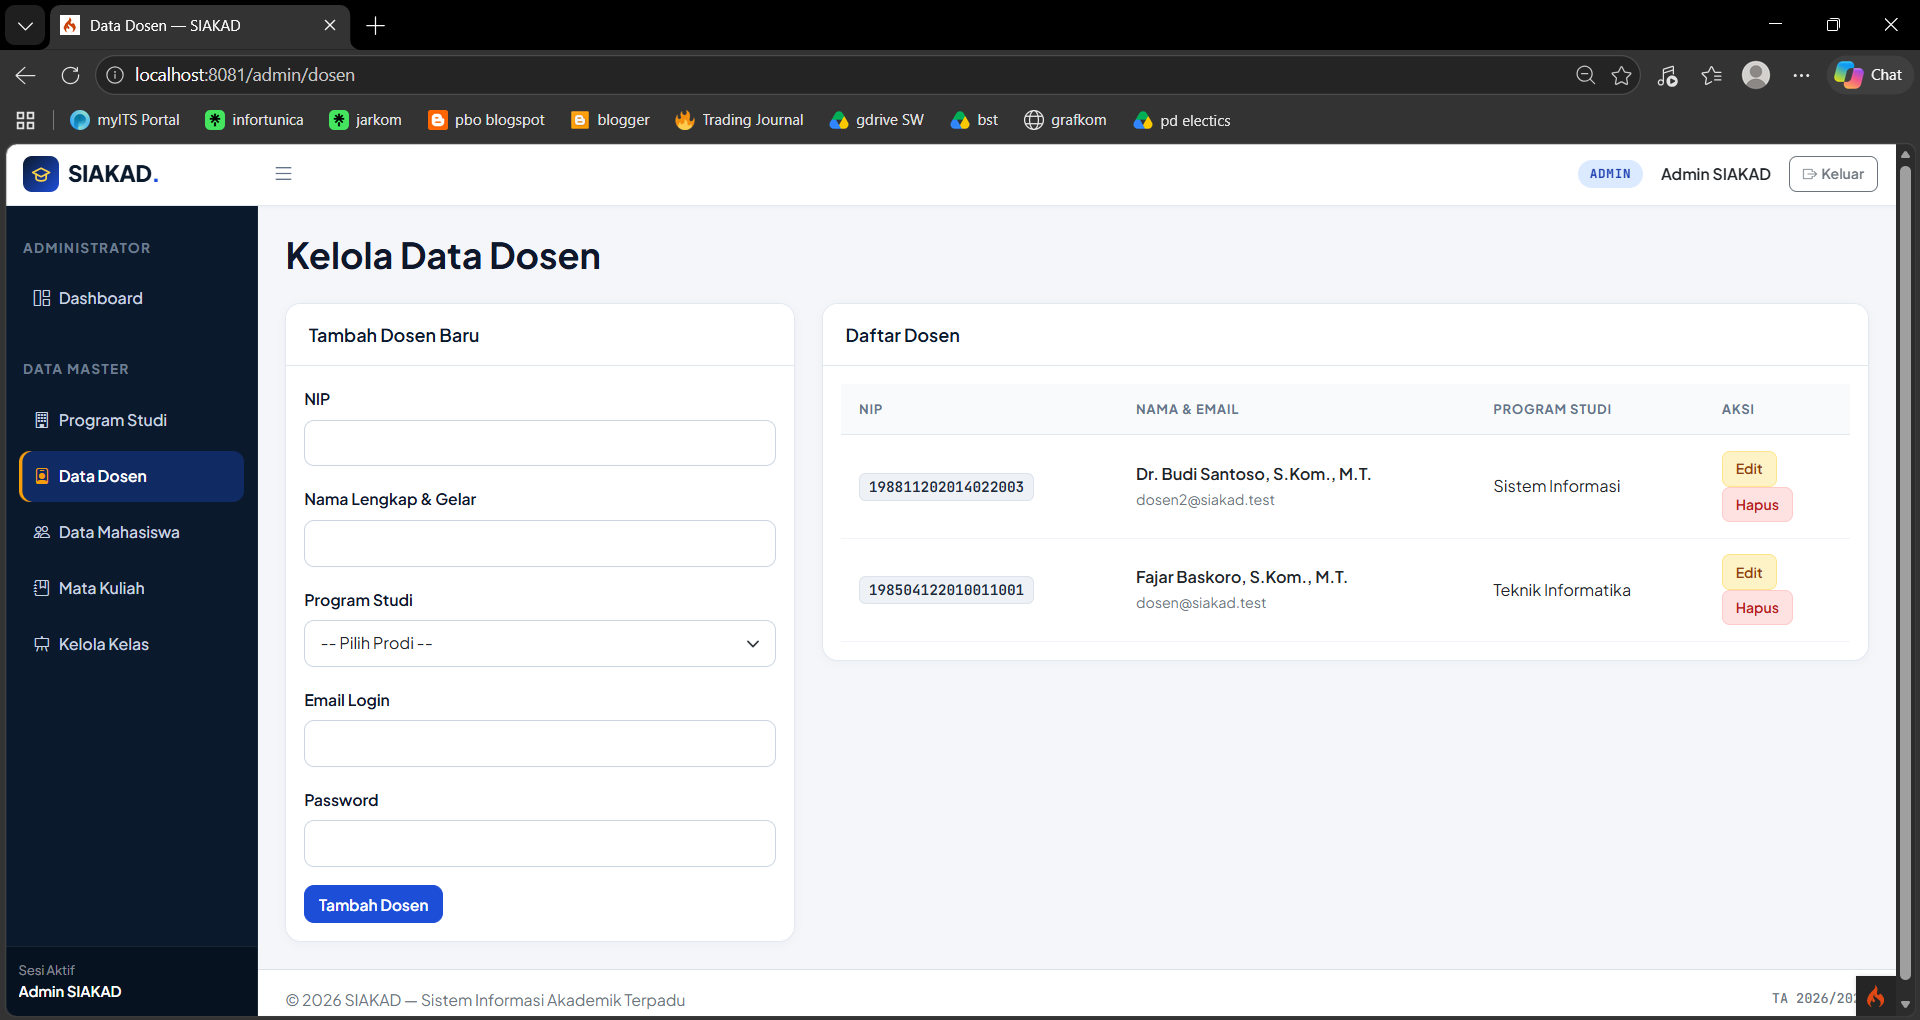 Data Dosen — SIAKAD
localhost:8081/admin/dosen
Chat
myITS Portal
infortunica
jarkom
pbo blogspot
blogger
Trading Journal
gdrive SW
bst
grafkom
pd electics
SIAKAD.
ADMIN
Admin SIAKAD
Keluar
ADMINISTRATOR
Dashboard
DATA MASTER
Program Studi
Data Dosen
Data Mahasiswa
Mata Kuliah
Kelola Kelas
Sesi Aktif
Admin SIAKAD
Kelola Data Dosen
Tambah Dosen Baru
NIP
Nama Lengkap & Gelar
Program Studi
-- Pilih Prodi --
Email Login
Password
Tambah Dosen
Daftar Dosen
NIP NAMA & EMAIL PROGRAM STUDI AKSI
198811202014022003
Dr. Budi Santoso, S.Kom., M.T.
dosen2@siakad.test
Sistem Informasi
Edit
Hapus
198504122010011001
Fajar Baskoro, S.Kom., M.T.
dosen@siakad.test
Teknik Informatika
Edit
Hapus
© 2026 SIAKAD — Sistem Informasi Akademik Terpadu
TA